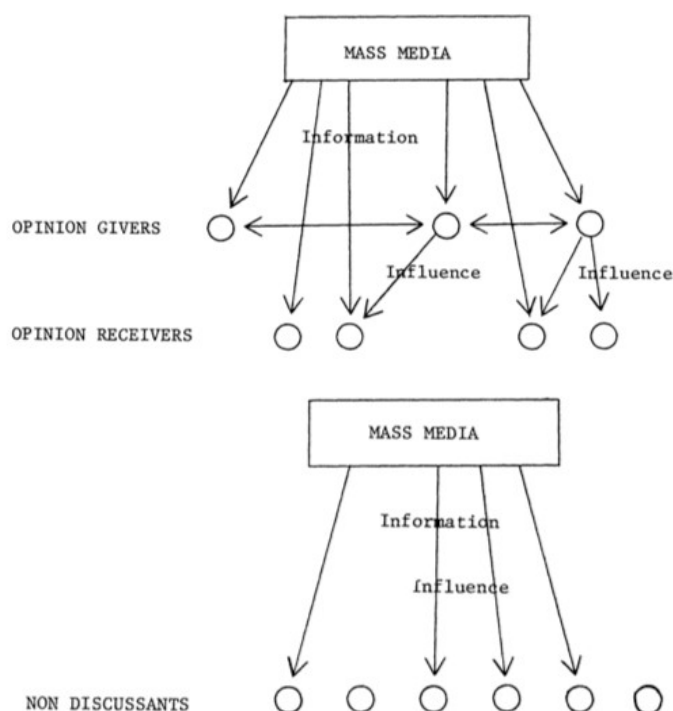 MASS MEDIA
Information
OPINION GIVERS
Influence
Influence
OPINION RECEIVERS
MASS MEDIA
Information
Influence
NON DISCUSSANTS